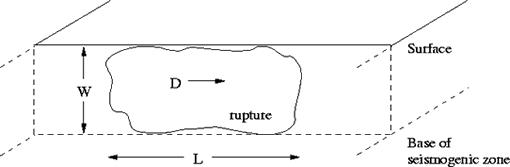 Surface
W
D
rupture
L
Base of
seismogenic zone